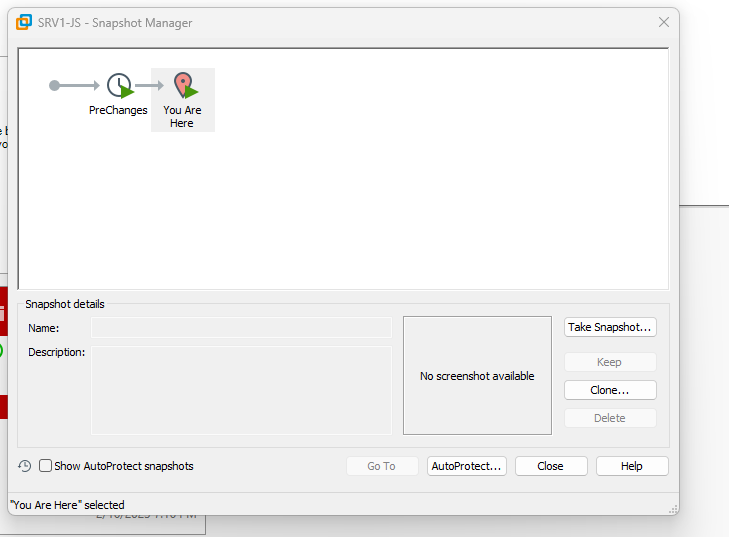 SRV1-JS - Snapshot Manager
PreChanges
You Are
Here
Snapshot details
Name:
Description:
No screenshot available
Take Snapshot...
Keep
Clone...
Delete
Show AutoProtect snapshots
Go To
AutoProtect...
Close
Help
"You Are Here" selected